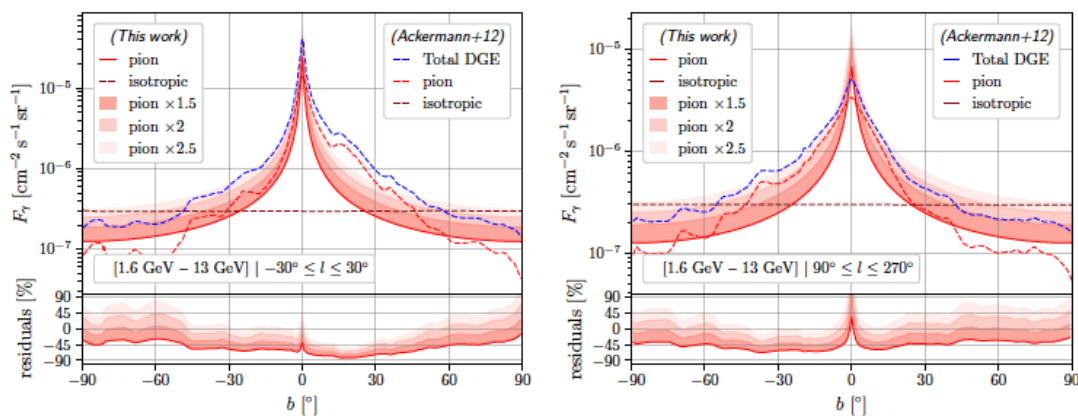 (This work)
pion
isotropic
pion ×1.5
pion ×2
pion ×2.5
(Ackermann+12)
Total DGE
pion
isotropic
10⁻⁵
10⁻⁶
10⁻⁷
Fγ [cm⁻² s⁻¹ sr⁻¹]
[1.6 GeV − 13 GeV] | −30° ≤ l ≤ 30°
90
45
0
−45
−90
residuals [%]
−90 −60 −30 0 30 60 90
b [°]
(This work)
pion
isotropic
pion ×1.5
pion ×2
pion ×2.5
(Ackermann+12)
Total DGE
pion
isotropic
10⁻⁵
10⁻⁶
10⁻⁷
Fγ [cm⁻² s⁻¹ sr⁻¹]
[1.6 GeV − 13 GeV] | 90° ≤ l ≤ 270°
90
45
0
−45
−90
residuals [%]
−90 −60 −30 0 30 60 90
b [°]